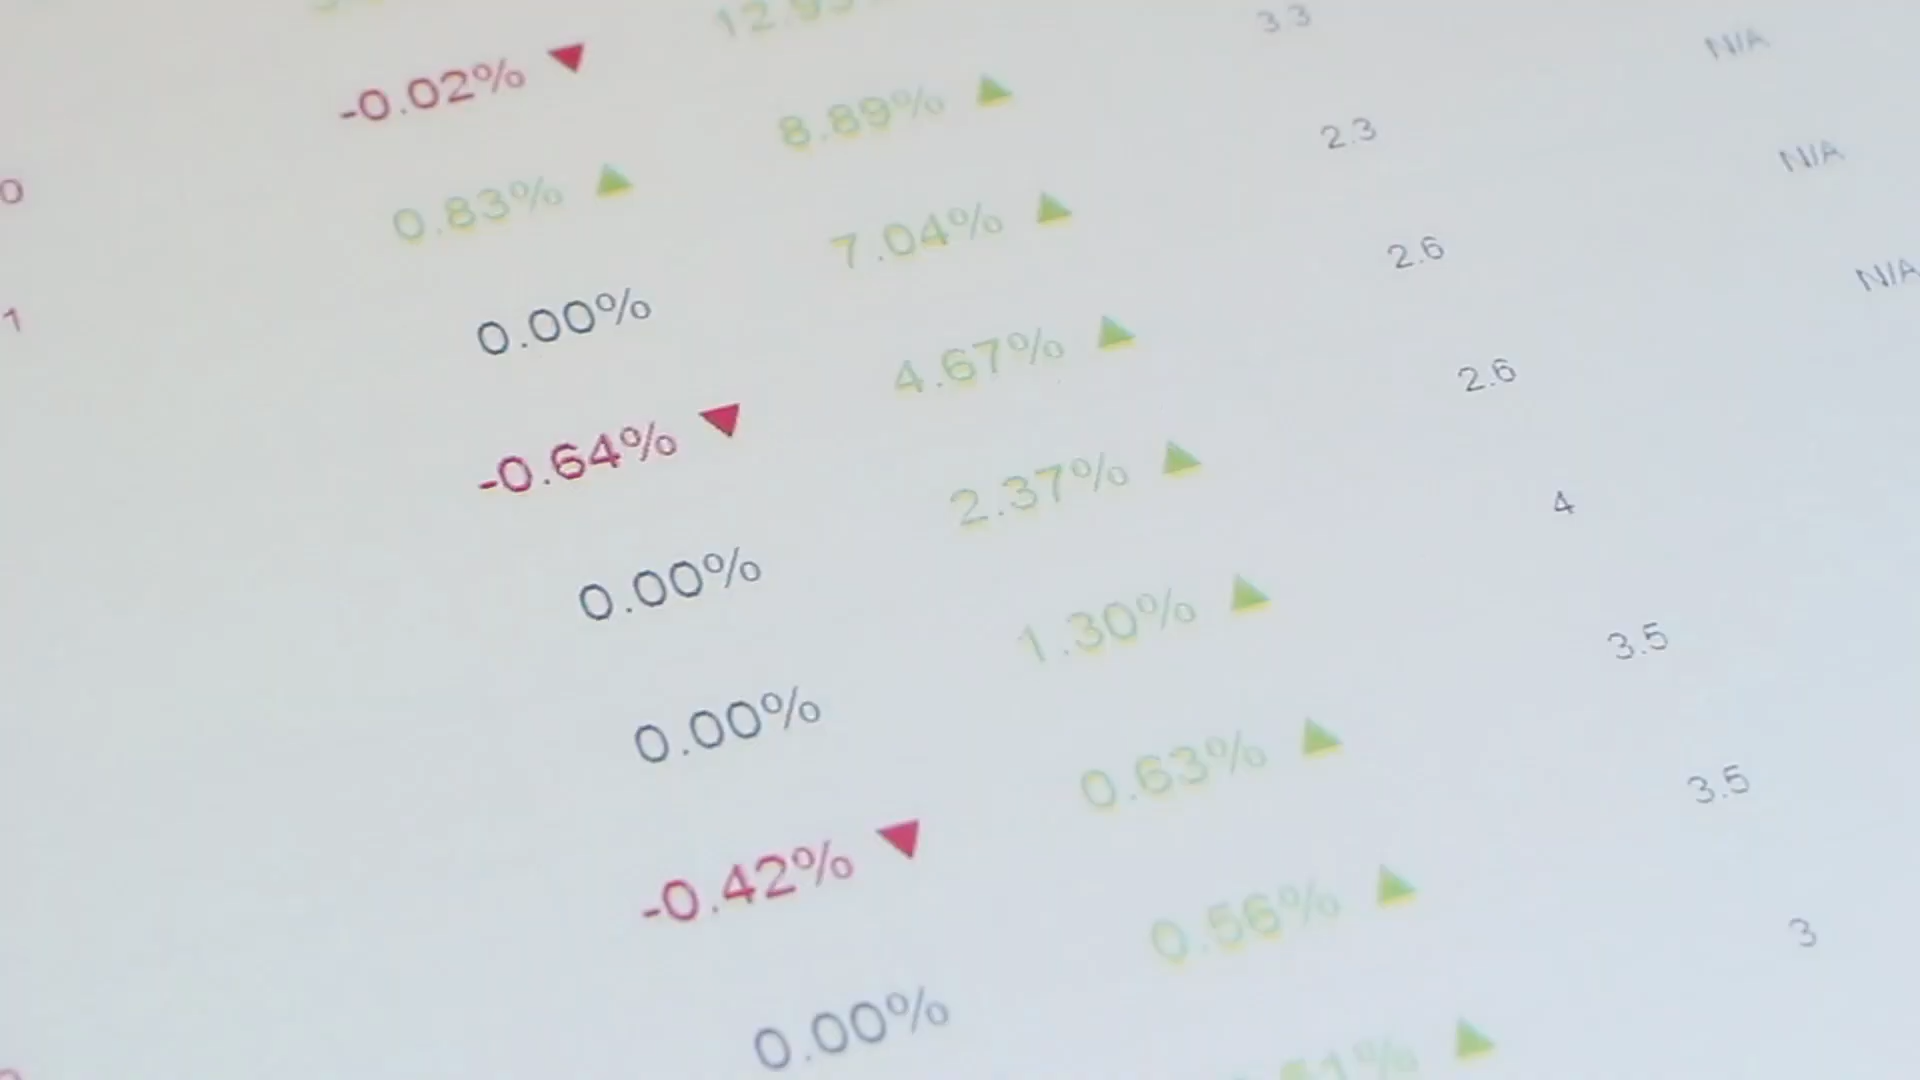 -0.02% ▼
0.83% ▲ 8.89% ▲ 3.3
0.00% 7.04% ▲ 2.3 N/A
-0.64% ▼ 4.67% ▲ 2.6 N/A
0.00% 2.37% ▲ 2.6 N/A
0.00% 1.30% ▲ 4
-0.42% ▼ 0.63% ▲ 3.5
0.00% 0.56% ▲ 3.5
▲ 3